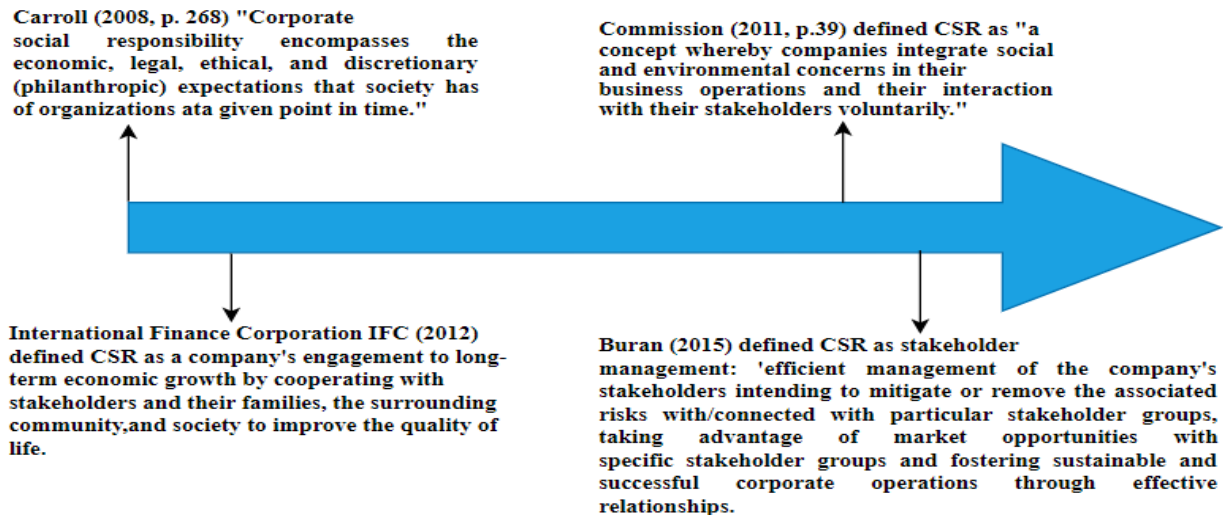 Carroll (2008, p. 268) "Corporate
social responsibility encompasses the
economic, legal, ethical, and discretionary
(philanthropic) expectations that society has
of organizations ata given point in time."
Commission (2011, p.39) defined CSR as "a
concept whereby companies integrate social
and environmental concerns in their
business operations and their interaction
with their stakeholders voluntarily."
International Finance Corporation IFC (2012)
defined CSR as a company's engagement to long-
term economic growth by cooperating with
stakeholders and their families, the surrounding
community,and society to improve the quality of
life.
Buran (2015) defined CSR as stakeholder
management: 'efficient management of the company's
stakeholders intending to mitigate or remove the associated
risks with/connected with particular stakeholder groups,
taking advantage of market opportunities with
specific stakeholder groups and fostering sustainable and
successful corporate operations through effective
relationships.